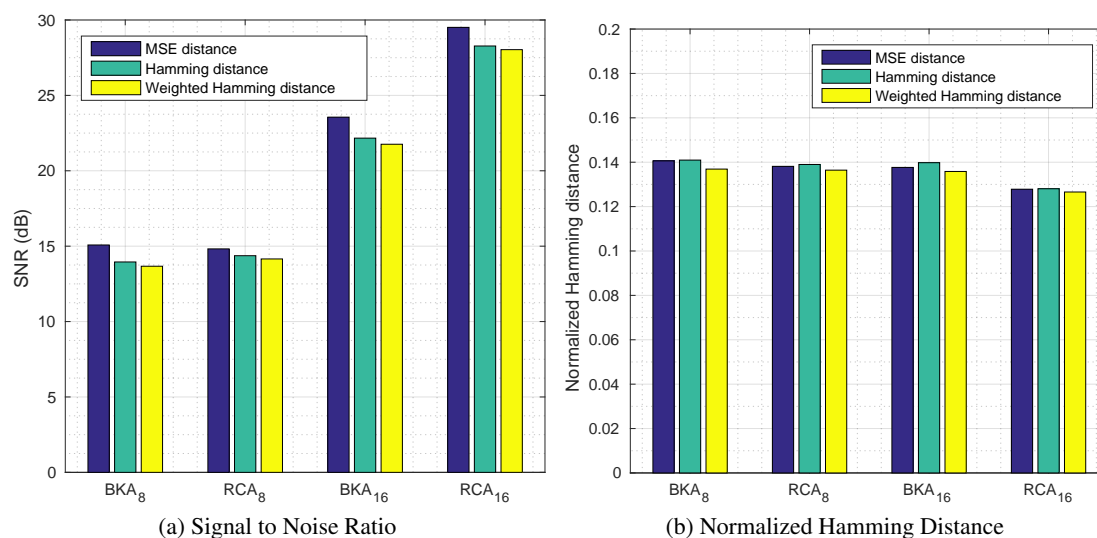 30
25
20
15
10
5
0
SNR (dB)
MSE distance
Hamming distance
Weighted Hamming distance
BKA8 RCA8 BKA16 RCA16
(a) Signal to Noise Ratio
0.2
0.18
0.16
0.14
0.12
0.1
0.08
0.06
0.04
0.02
0
Normalized Hamming distance
MSE distance
Hamming distance
Weighted Hamming distance
BKA8 RCA8 BKA16 RCA16
(b) Normalized Hamming Distance